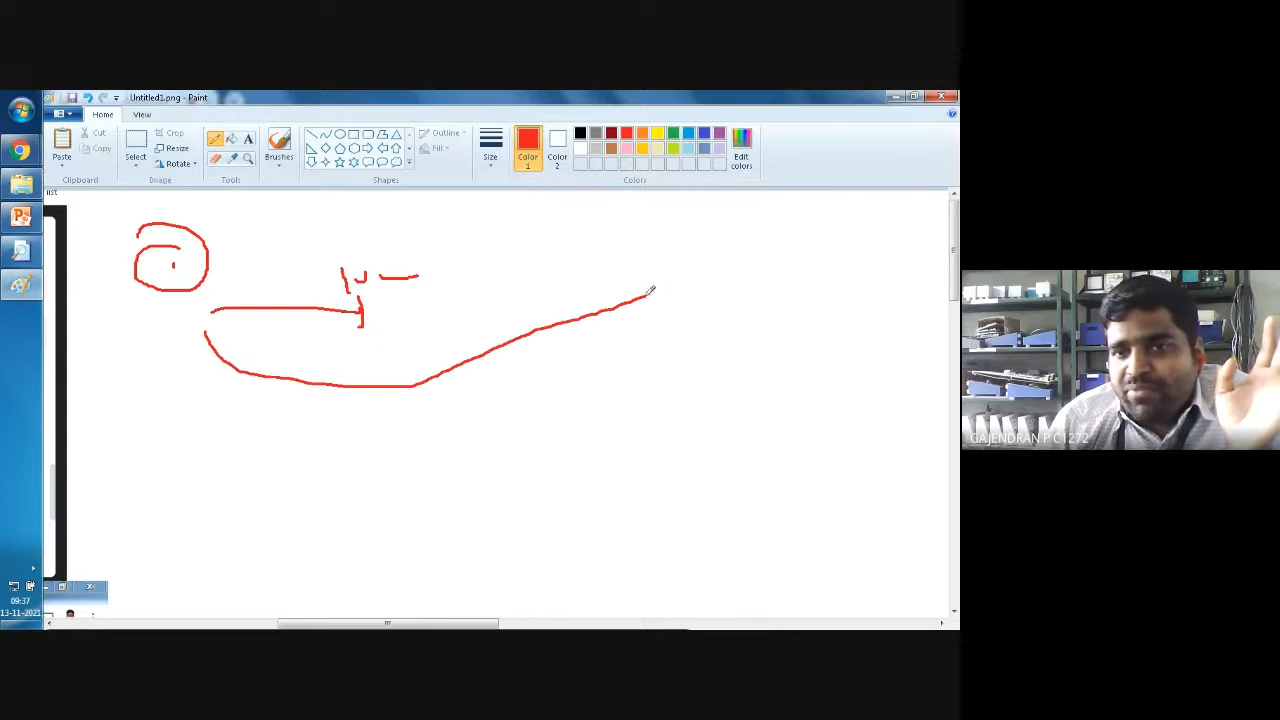 Untitled1.png - Paint
Home
View
Paste
Cut
Copy
Select
Crop
Resize
Rotate
A
Brushes
Outline
Fill
Size
Color
1
Color
2
Edit
colors
Clipboard
Image
Tools
Shapes
Colors
list
GAJENDRAN P C1272
09:37
13-11-2021